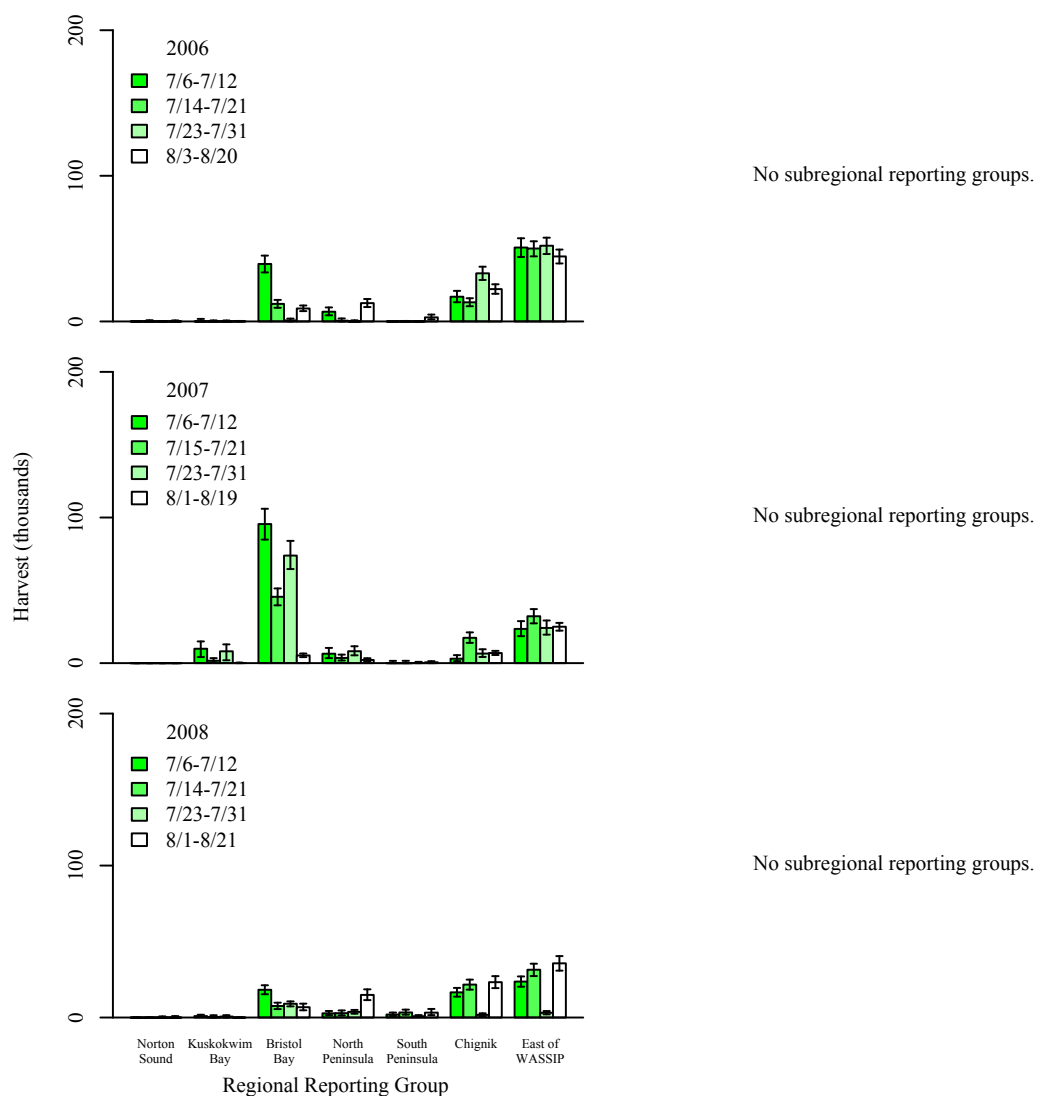 200
2006
7/6-7/12
7/14-7/21
7/23-7/31
8/3-8/20
100
No subregional reporting groups.
0
200
2007
7/6-7/12
7/15-7/21
7/23-7/31
8/1-8/19
100
No subregional reporting groups.
Harvest (thousands)
0
200
2008
7/6-7/12
7/14-7/21
7/23-7/31
8/1-8/21
100
No subregional reporting groups.
0
Norton Sound
Kuskokwim Bay
Bristol Bay
North Peninsula
South Peninsula
Chignik
East of WASSIP
Regional Reporting Group